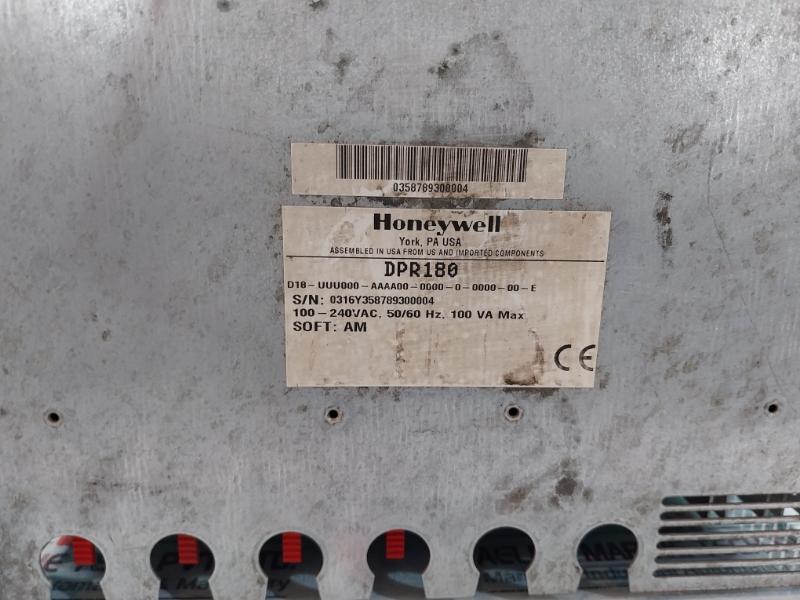 0358789300004
Honeywell
York, PA USA
ASSEMBLED IN USA FROM US AND IMPORTED COMPONENTS
DPR180
D18-UUU000-AAAA00-0000-0-0000-00-E
S/N: 0316Y358789300004
100-240VAC, 50/60 Hz, 100 VA Max
SOFT: AM
CE